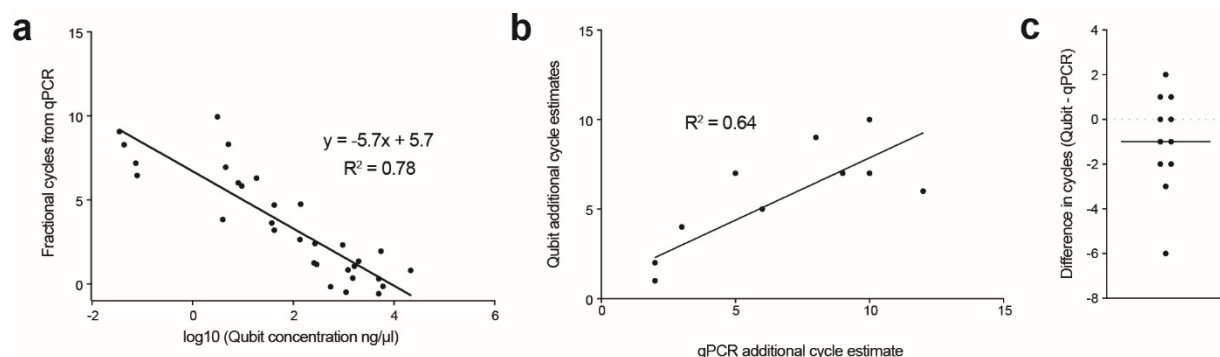 a
Fractional cycles from qPCR
15
10
5
0
-2
0
2
4
6
log10 (Qubit concentration ng/µl)
y = -5.7x + 5.7
R² = 0.78
b
Qubit additional cycle estimates
15
10
5
0
0
5
10
15
qPCR additional cycle estimate
R² = 0.64
c
Difference in cycles (Qubit - qPCR)
4
2
0
-2
-4
-6
-8